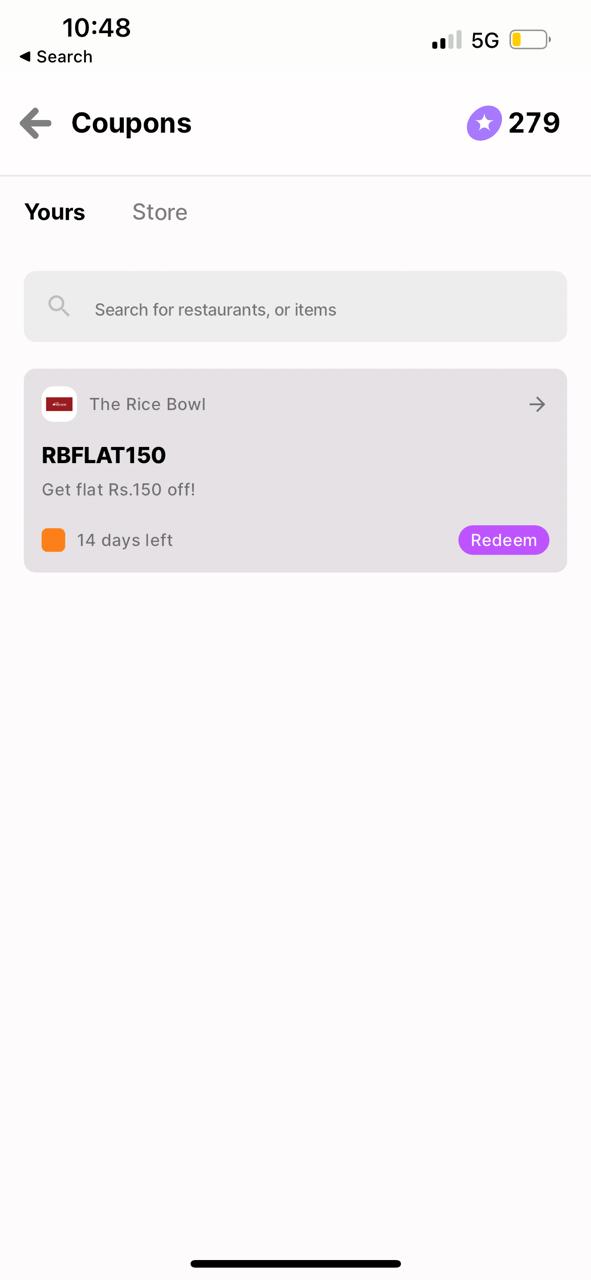 10:48
5G
◀ Search
Coupons
279
Yours
Store
Search for restaurants, or items
The Rice Bowl
RBFLAT150
Get flat Rs.150 off!
14 days left
Redeem